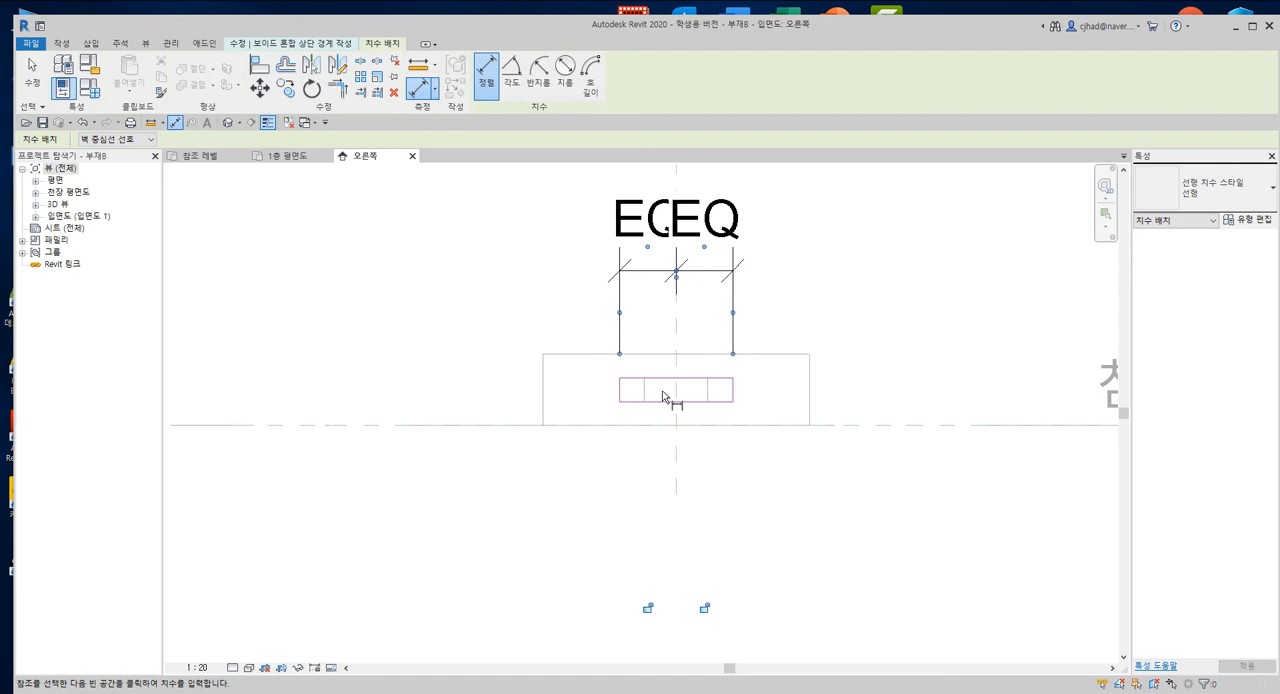 Autodesk Revit 2020 - 학생용 버전 - 부재B - 입면도: 오른쪽
cjhad@naver....
파일 작성 삽입 주석 뷰 관리 애드인 수정 | 보이드 혼합 상단 경계 작성 치수 배치
수정
붙여넣기
절단
결합
정렬 각도 반지름 지름 호 길이
선택 특성 클립보드 형상 수정 측정 작성 치수
치수 배치 벽 중심선 선호
프로젝트 탐색기 - 부재B
참조 레벨 1층 평면도 오른쪽
특성
뷰 (전체)
평면
천장 평면도
3D 뷰
입면도 (입면도 1)
시트 (전체)
패밀리
그룹
Revit 링크
EQ EQ
선형 치수 스타일
선형
치수 배치 유형 편집
1 : 20
특성 도움말 적용
참조를 선택한 다음 빈 공간을 클릭하여 치수를 입력합니다.
:0